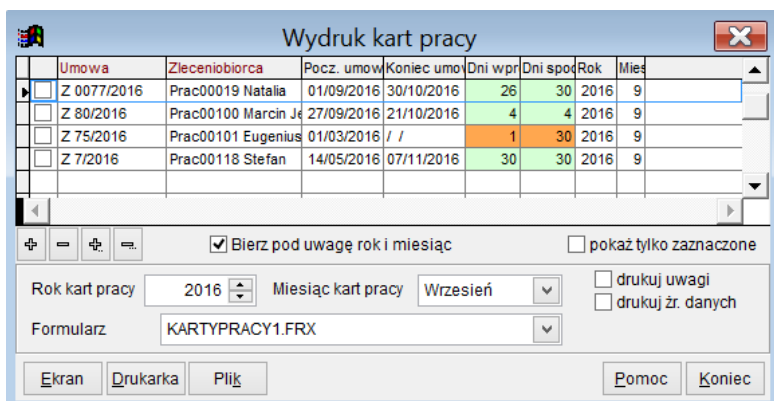 Wydruk kart pracy
Umowa Zleceniobiorca Pocz. umow Koniec umow Dni wpr Dni spod Rok Mies
Z 0077/2016 Prac00019 Natalia 01/09/2016 30/10/2016 26 30 2016 9
Z 80/2016 Prac00100 Marcin Je 27/09/2016 21/10/2016 4 4 2016 9
Z 75/2016 Prac00101 Eugenius 01/03/2016 / / 1 30 2016 9
Z 7/2016 Prac00118 Stefan 14/05/2016 07/11/2016 30 30 2016 9
Bierz pod uwagę rok i miesiąc pokaż tylko zaznaczone
Rok kart pracy 2016 Miesiąc kart pracy Wrzesień drukuj uwagi
drukuj żr. danych
Formularz KARTYPRACY1.FRX
Ekran Drukarka Plik Pomoc Koniec